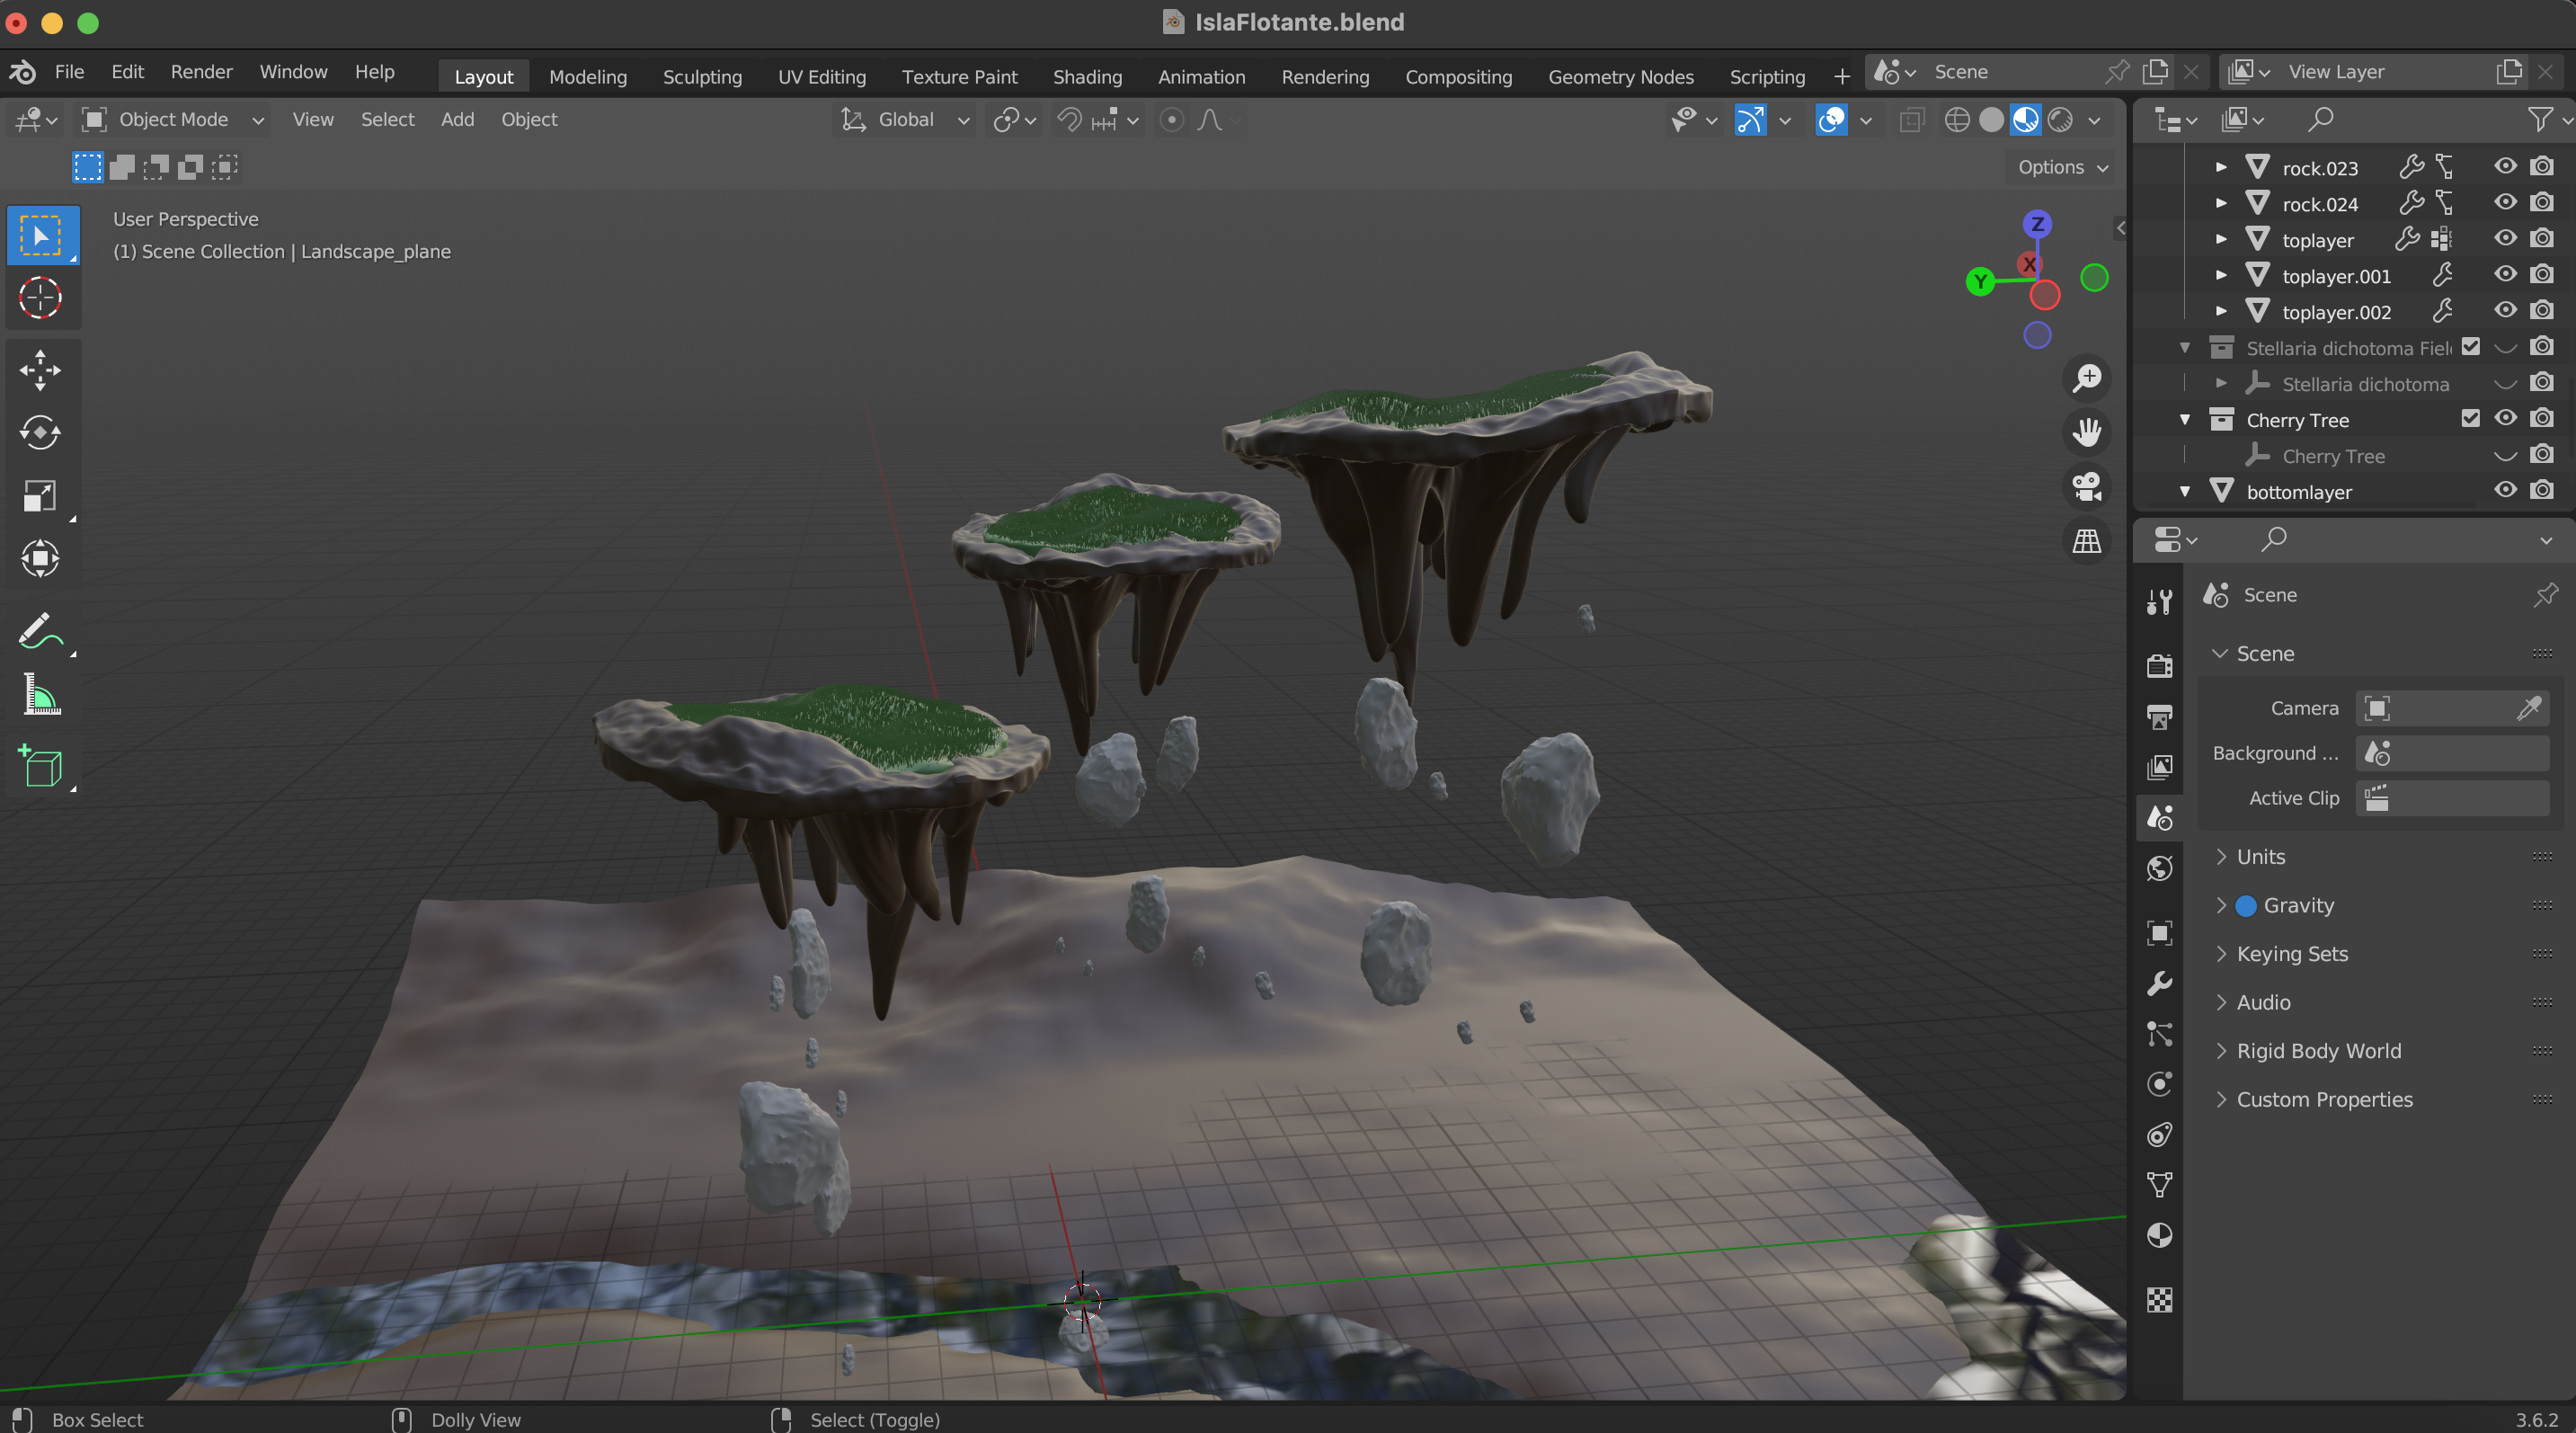 IslaFlotante.blend
File Edit Render Window Help Layout Modeling Sculpting UV Editing Texture Paint Shading Animation Rendering Compositing Geometry Nodes Scripting + Scene View Layer
Object Mode View Select Add Object Global
Options
User Perspective
(1) Scene Collection | Landscape_plane
Z
X
Y
rock.023
rock.024
toplayer
toplayer.001
toplayer.002
Stellaria dichotoma Fiel
Stellaria dichotoma
Cherry Tree
Cherry Tree
bottomlayer
Scene
Scene
Camera
Background ...
Active Clip
Units
Gravity
Keying Sets
Audio
Rigid Body World
Custom Properties
Box Select Dolly View Select (Toggle) 3.6.2